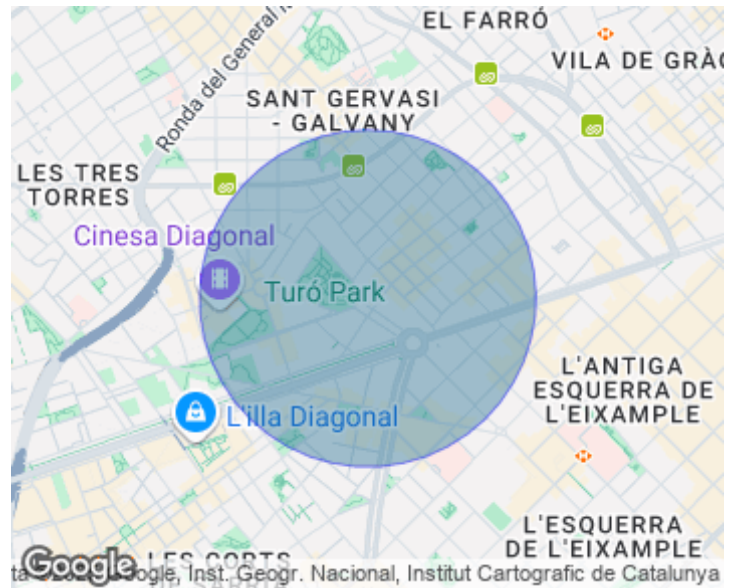 EL FARRÓ
VILA DE GRÀC
Ronda del General M
SANT GERVASI
- GALVANY
LES TRES
TORRES
Cinesa Diagonal
Turó Park
L'illa Diagonal
L'ANTIGA
ESQUERRA DE
L'EIXAMPLE
L'ESQUERRA
DE L'EIXAMPLE
LES CORTS
Google
Google, Inst. Geogr. Nacional, Institut Cartografic de Catalunya